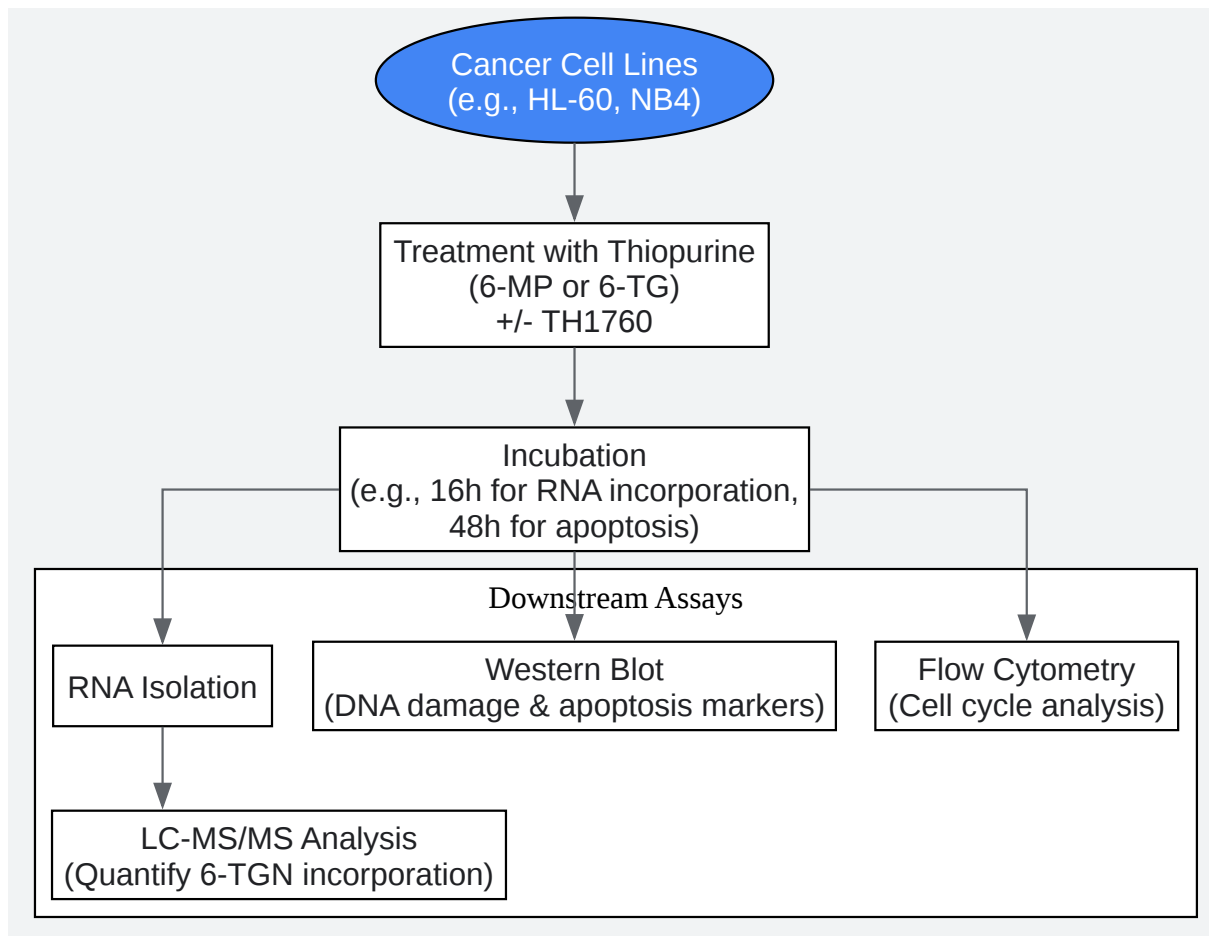 Cancer Cell Lines
(e.g., HL-60, NB4)
Treatment with Thiopurine
(6-MP or 6-TG)
+/- TH1760
Incubation
(e.g., 16h for RNA incorporation,
48h for apoptosis)
Downstream Assays
RNA Isolation
Western Blot
(DNA damage & apoptosis markers)
Flow Cytometry
(Cell cycle analysis)
LC-MS/MS Analysis
(Quantify 6-TGN incorporation)